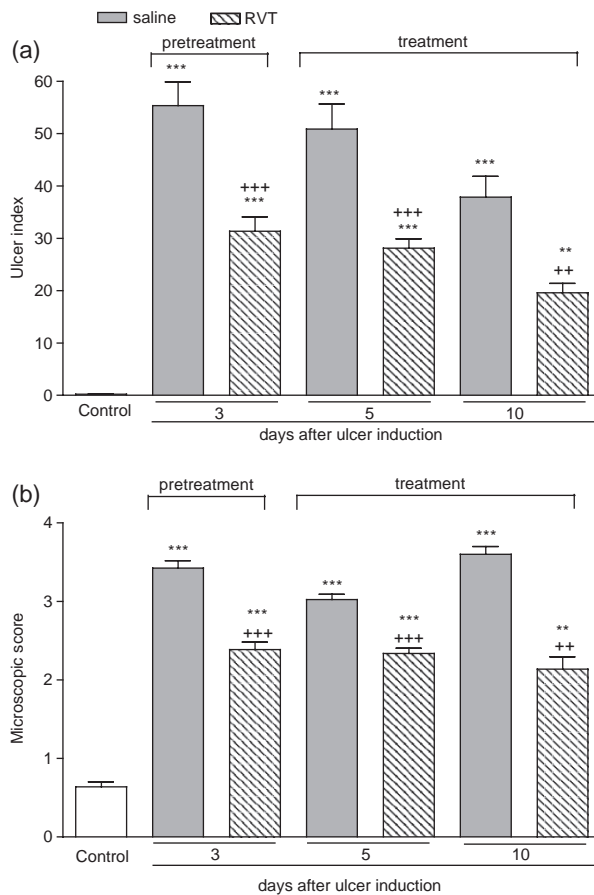 saline RVT
(a)
pretreatment treatment
Ulcer index
60
50
40
30
20
10
0
***
+++
***
***
+++
***
***
**
++
Control
3 5 10
days after ulcer induction
(b)
pretreatment treatment
Microscopic score
4
3
2
1
0
***
***
+++
***
***
+++
***
**
++
Control
3 5 10
days after ulcer induction